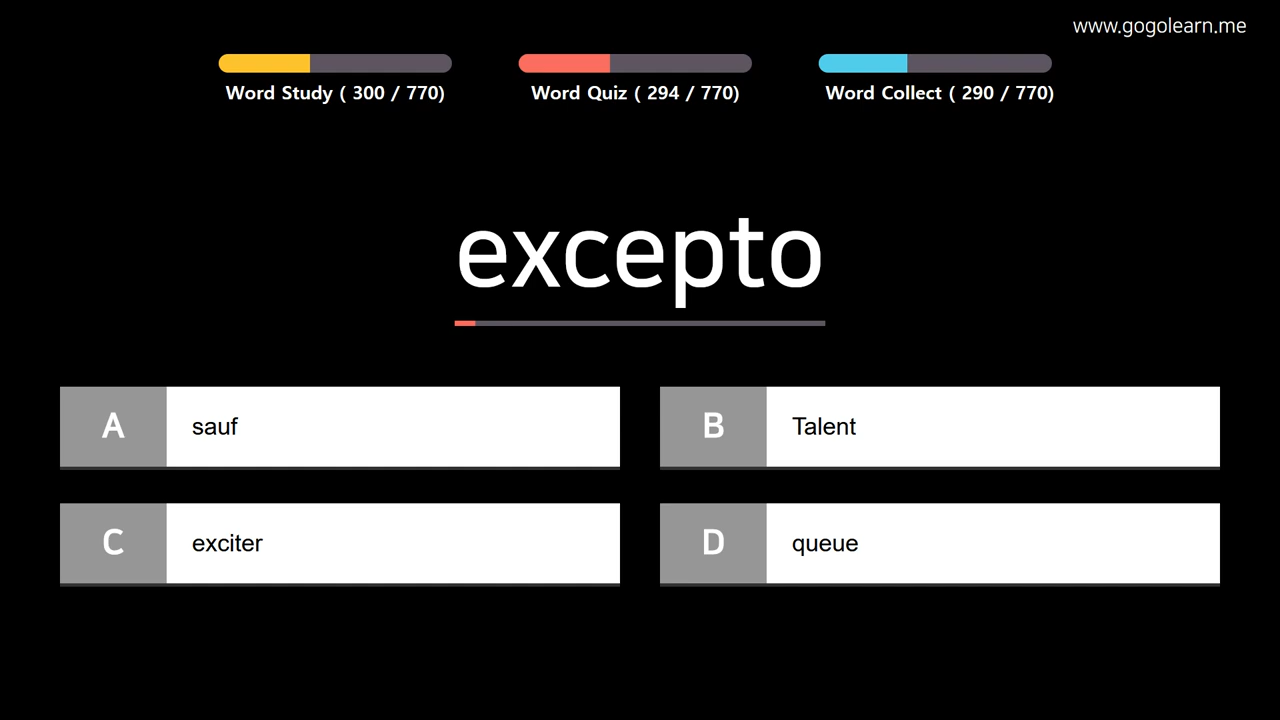 www.gogolearn.me
Word Study ( 300 / 770)
Word Quiz ( 294 / 770)
Word Collect ( 290 / 770)
excepto
A sauf
B Talent
C exciter
D queue